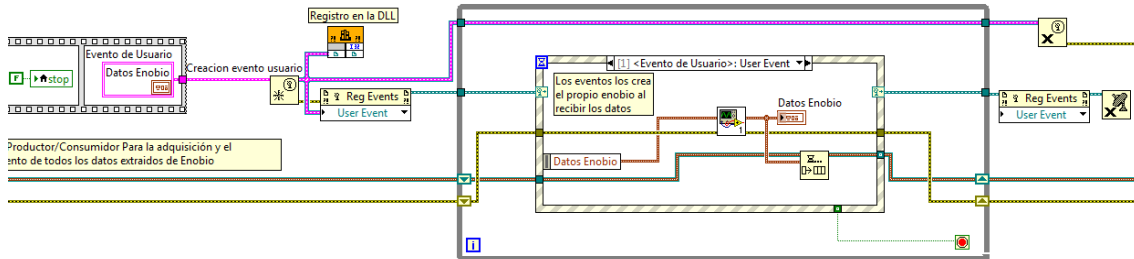 Registro en la DLL
Evento de Usuario
Datos Enobio
F
stop
Creacion evento usuario
Reg Events
User Event
[1] <Evento de Usuario>: User Event
Los eventos los crea
el propio enobio al
recibir los datos
Datos Enobio
1
Datos Enobio
Reg Events
User Event
Productor/Consumidor Para la adquisición y el
ento de todos los datos extraidos de Enobio
i